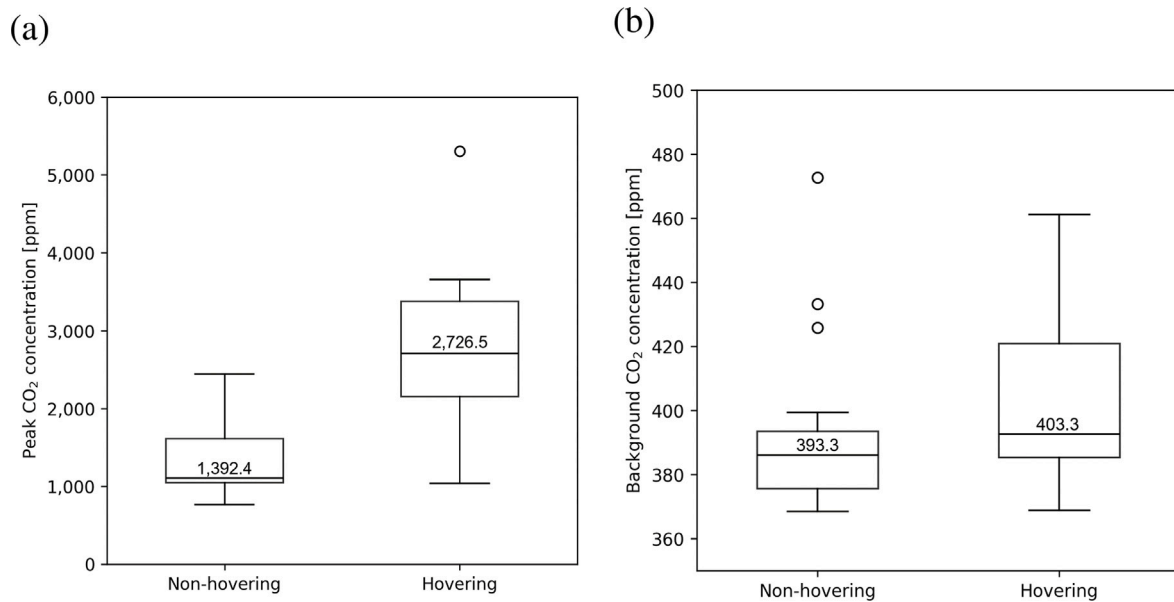 (a)
Peak CO₂ concentration [ppm]
6,000
5,000
4,000
3,000
2,000
1,000
0
1,392.4
2,726.5
Non-hovering
Hovering
(b)
Background CO₂ concentration [ppm]
500
480
460
440
420
400
380
360
393.3
403.3
Non-hovering
Hovering